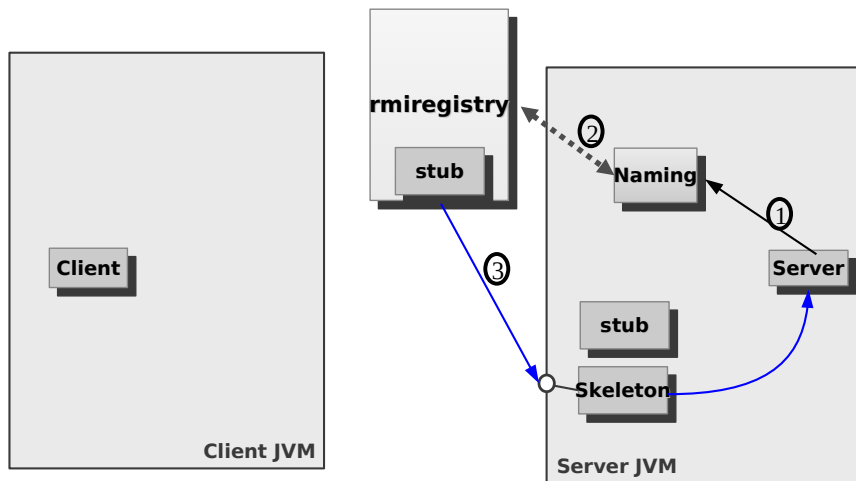 rmiregistry
stub
2
Naming
1
Client
3
Server
stub
Skeleton
Client JVM
Server JVM